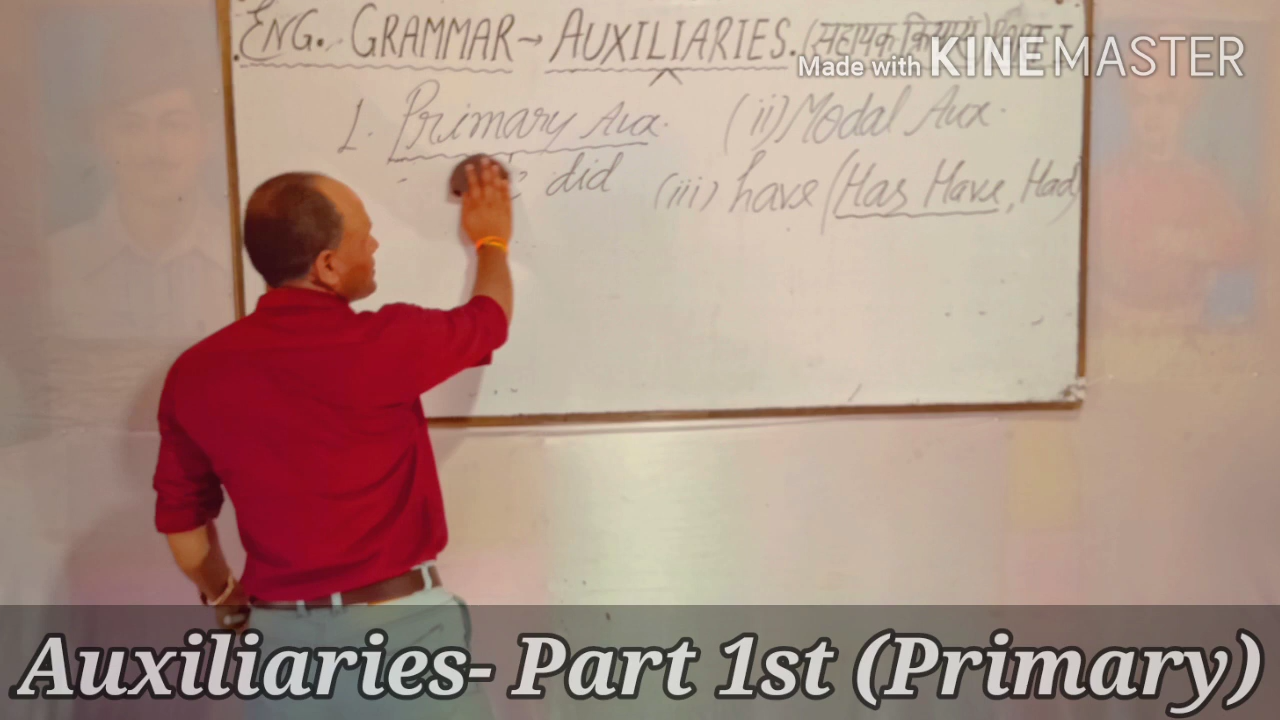 ENG. GRAMMAR → AUXILIARIES. (सहायक क्रियाएं) Part I
Made with KINEMASTER
1. Primary Aux. (ii) Modal Aux.
did (iii) have (Has Have, Had)
Auxiliaries- Part 1st (Primary)